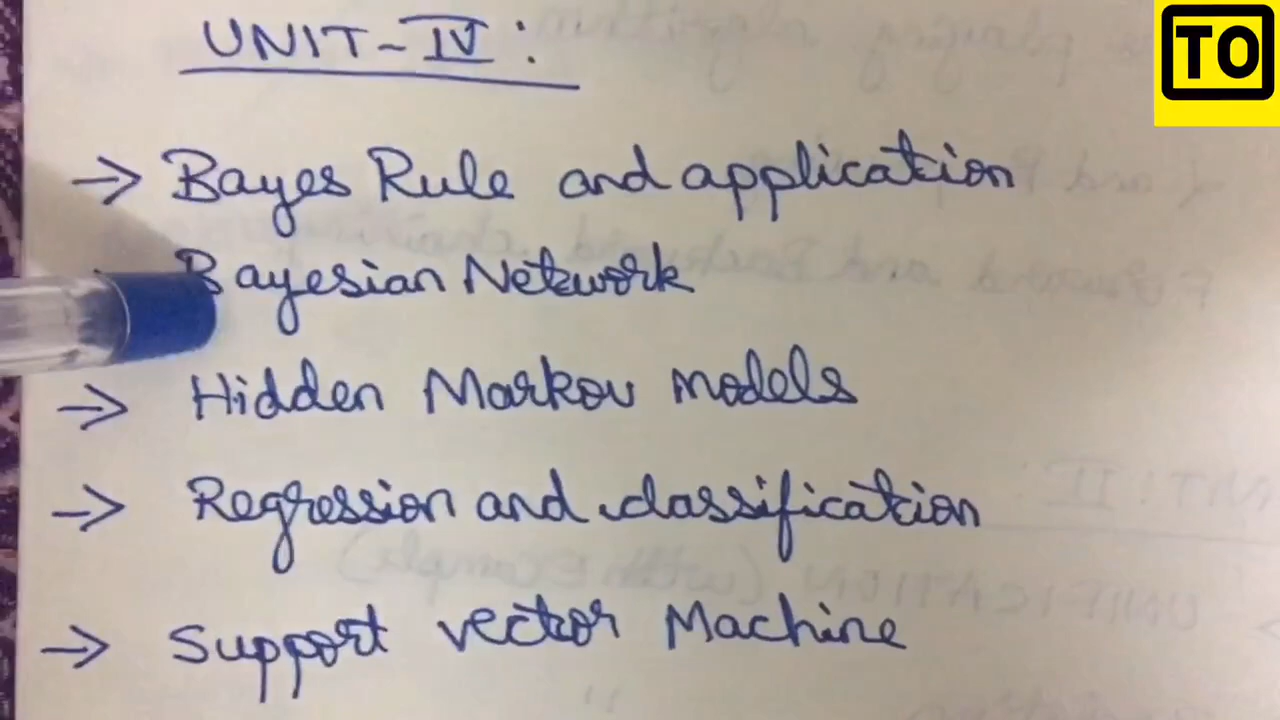 TO
UNIT-IV:
→ Bayes Rule and application
Bayesian Network
→ Hidden Markov models
→ Regression and classification
→ Support vector Machine